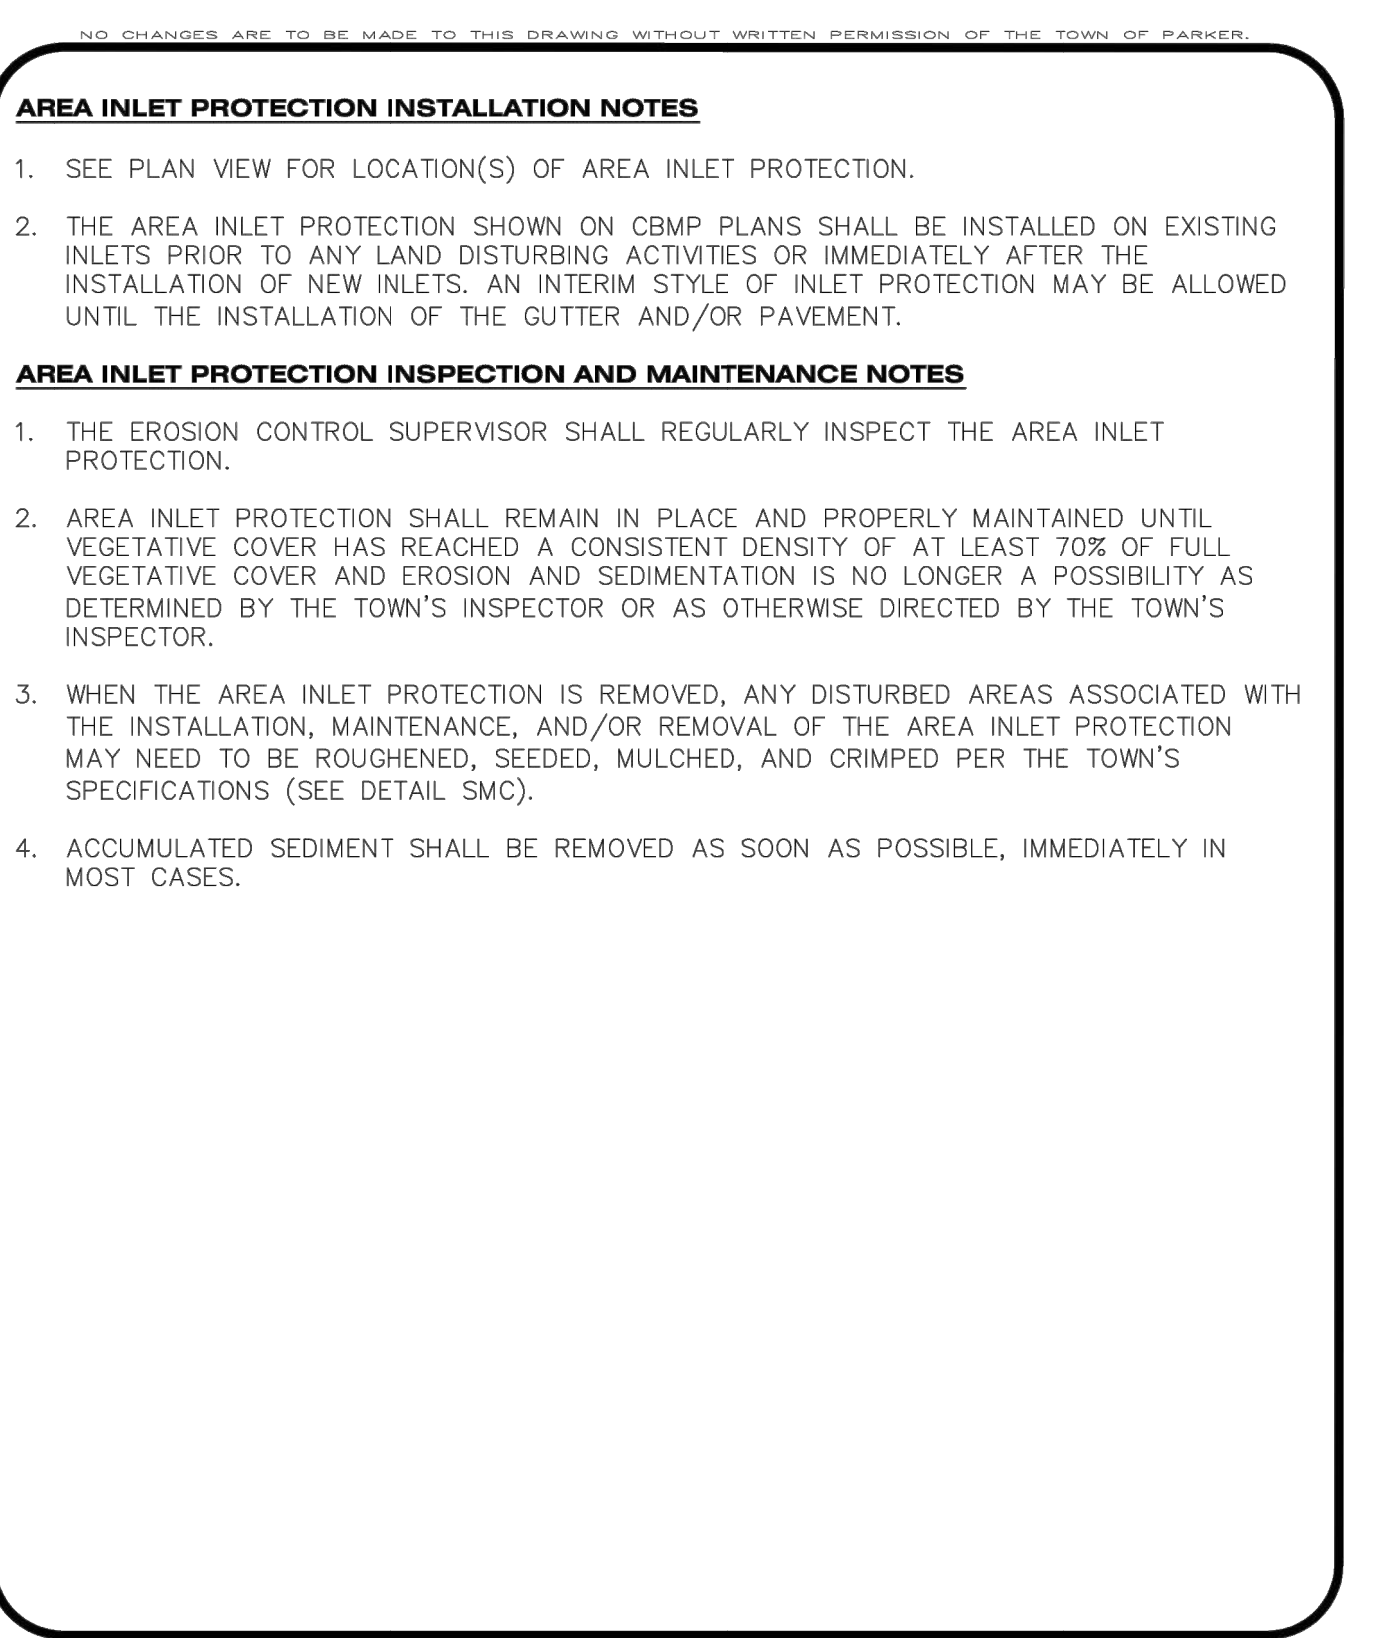 NO CHANGES ARE TO BE MADE TO THIS DRAWING WITHOUT WRITTEN PERMISSION OF THE TOWN OF PARKER.
AREA INLET PROTECTION INSTALLATION NOTES
1. SEE PLAN VIEW FOR LOCATION(S) OF AREA INLET PROTECTION.
2. THE AREA INLET PROTECTION SHOWN ON CBMP PLANS SHALL BE INSTALLED ON EXISTING
INLETS PRIOR TO ANY LAND DISTURBING ACTIVITIES OR IMMEDIATELY AFTER THE
INSTALLATION OF NEW INLETS. AN INTERIM STYLE OF INLET PROTECTION MAY BE ALLOWED
UNTIL THE INSTALLATION OF THE GUTTER AND/OR PAVEMENT.
AREA INLET PROTECTION INSPECTION AND MAINTENANCE NOTES
1. THE EROSION CONTROL SUPERVISOR SHALL REGULARLY INSPECT THE AREA INLET
PROTECTION.
2. AREA INLET PROTECTION SHALL REMAIN IN PLACE AND PROPERLY MAINTAINED UNTIL
VEGETATIVE COVER HAS REACHED A CONSISTENT DENSITY OF AT LEAST 70% OF FULL
VEGETATIVE COVER AND EROSION AND SEDIMENTATION IS NO LONGER A POSSIBILITY AS
DETERMINED BY THE TOWN'S INSPECTOR OR AS OTHERWISE DIRECTED BY THE TOWN'S
INSPECTOR.
3. WHEN THE AREA INLET PROTECTION IS REMOVED, ANY DISTURBED AREAS ASSOCIATED WITH
THE INSTALLATION, MAINTENANCE, AND/OR REMOVAL OF THE AREA INLET PROTECTION
MAY NEED TO BE ROUGHENED, SEEDED, MULCHED, AND CRIMPED PER THE TOWN'S
SPECIFICATIONS (SEE DETAIL SMC).
4. ACCUMULATED SEDIMENT SHALL BE REMOVED AS SOON AS POSSIBLE, IMMEDIATELY IN
MOST CASES.